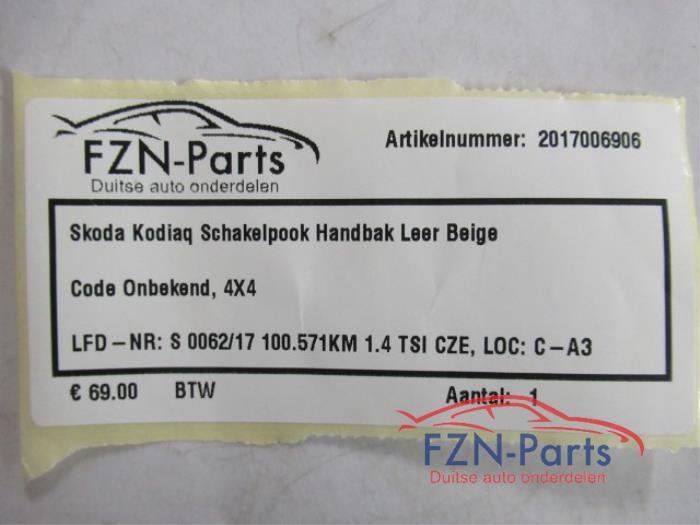 FZN-Parts
Duitse auto onderdelen
Artikelnummer: 2017006906
Skoda Kodiaq Schakelpook Handbak Leer Beige
Code Onbekend, 4X4
LFD-NR: S 0062/17 100.571KM 1.4 TSI CZE, LOC: C-A3
€ 69.00 BTW Aantal: 1
FZN-Parts
Duitse auto onderdelen